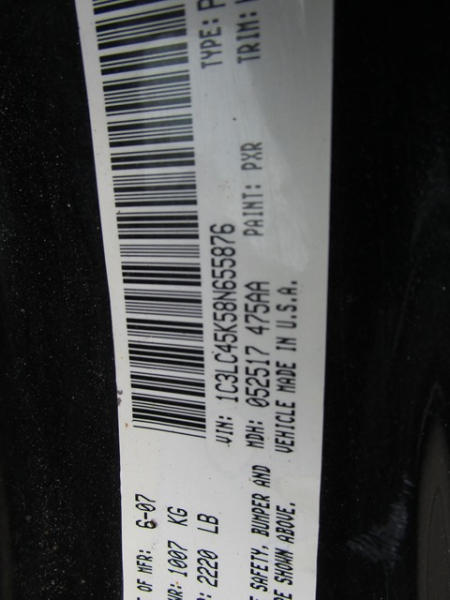 OF MFR: 6-07
1007 KG
2220 LB
SAFETY, BUMPER AND
SHOWN ABOVE.
VIN: 1C3LC45K58N655876
TYPE: P
MDH: 052517 475AA
PAINT: PXR
TRIM:
VEHICLE MADE IN U.S.A.